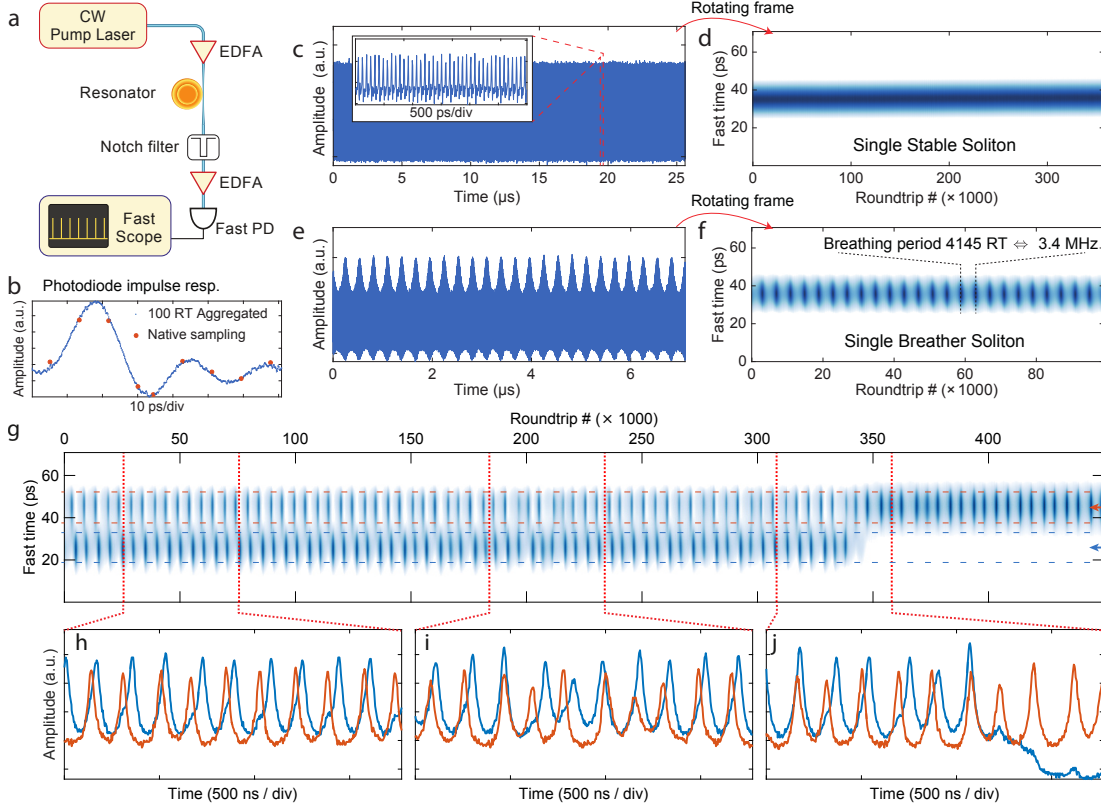 a
CW
Pump Laser
EDFA
Resonator
Notch filter
EDFA
Fast
Scope
Fast PD
b
Photodiode impulse resp.
100 RT Aggregated
Native sampling
Amplitude (a.u.)
10 ps/div
c
Amplitude (a.u.)
500 ps/div
0 5 10 15 20 25
Time (μs)
Rotating frame
d
Fast time (ps)
60
40
20
0
Single Stable Soliton
0 100 200 300
Roundtrip # (× 1000)
e
Amplitude (a.u.)
0 2 4 6
Time (μs)
Rotating frame
f
Fast time (ps)
60
40
20
0
Breathing period 4145 RT ⇔ 3.4 MHz.
Single Breather Soliton
0 20 40 60 80
Roundtrip # (× 1000)
g
Roundtrip # (× 1000)
0 50 100 150 200 250 300 350 400
Fast time (ps)
60
40
20
h
i
j
Amplitude (a.u.)
Time (500 ns / div)
Time (500 ns / div)
Time (500 ns / div)